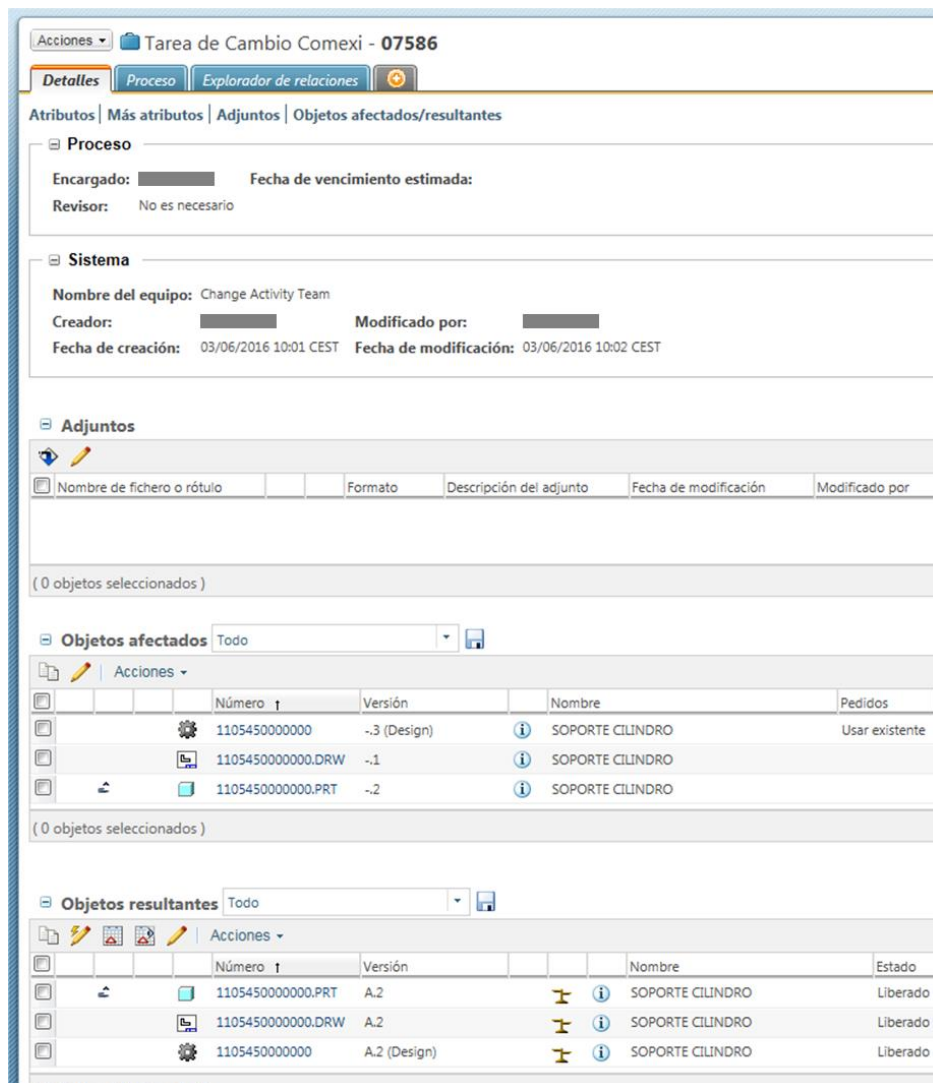 Acciones Tarea de Cambio Comexi - 07586
Detalles Proceso Explorador de relaciones
Atributos | Más atributos | Adjuntos | Objetos afectados/resultantes
Proceso
Encargado: Fecha de vencimiento estimada:
Revisor: No es necesario
Sistema
Nombre del equipo: Change Activity Team
Creador: Modificado por:
Fecha de creación: 03/06/2016 10:01 CEST Fecha de modificación: 03/06/2016 10:02 CEST
Adjuntos
Nombre de fichero o rótulo Formato Descripción del adjunto Fecha de modificación Modificado por
( 0 objetos seleccionados )
Objetos afectados Todo
Acciones
Número Versión Nombre Pedidos
1105450000000 -.3 (Design) SOPORTE CILINDRO Usar existente
1105450000000.DRW -.1 SOPORTE CILINDRO
1105450000000.PRT -.2 SOPORTE CILINDRO
( 0 objetos seleccionados )
Objetos resultantes Todo
Acciones
Número Versión Nombre Estado
1105450000000.PRT A.2 SOPORTE CILINDRO Liberado
1105450000000.DRW A.2 SOPORTE CILINDRO Liberado
1105450000000 A.2 (Design) SOPORTE CILINDRO Liberado